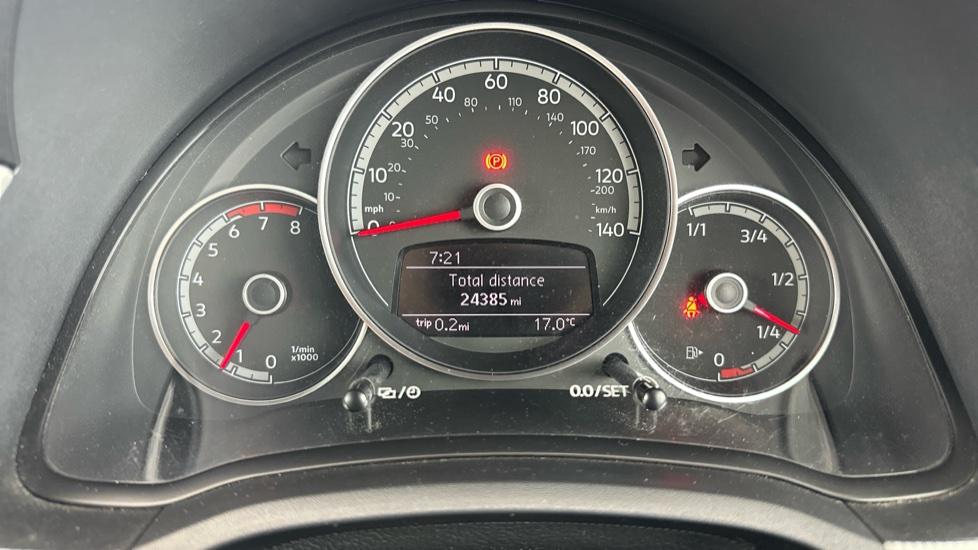 0 10 20 40 60 80 100 120 140
mph
0 10 20 30 50 80 110 140 170 200
km/h
P
0 1 2 3 4 5 6 7 8
1/min
x1000
7:21
Total distance
24385 mi
trip 0.2 mi 17.0°C
1/1 3/4 1/2 1/4 0
0.0/SET